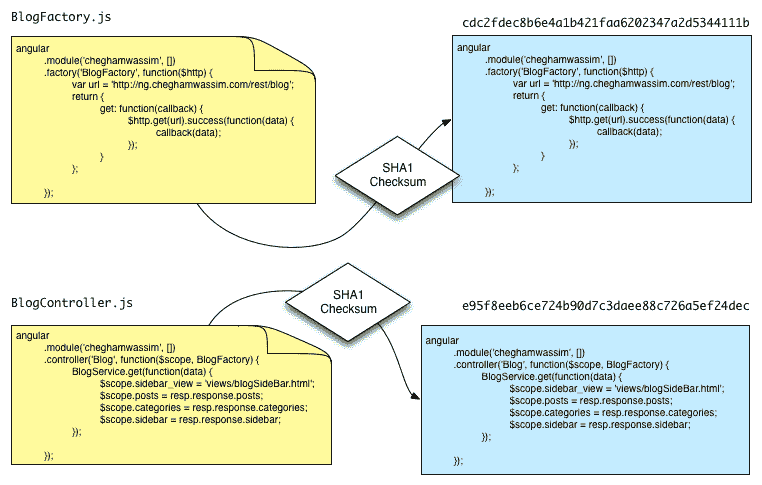 BlogFactory.js
cdc2fdec8b6e4a1b421faa6202347a2d5344111b
angular
.module('cheghamwassim', [])
.factory('BlogFactory', function($http) {
var url = 'http://ng.cheghamwassim.com/rest/blog';
return {
get: function(callback) {
$http.get(url).success(function(data) {
callback(data);
});
}
};
});
SHA1
Checksum
angular
.module('cheghamwassim', [])
.factory('BlogFactory', function($http) {
var url = 'http://ng.cheghamwassim.com/rest/blog';
return {
get: function(callback) {
$http.get(url).success(function(data) {
callback(data);
});
}
};
});
BlogController.js
SHA1
Checksum
e95f8eeb6ce724b90d7c3daee88c726a5ef24dec
angular
.module('cheghamwassim', [])
.controller('Blog', function($scope, BlogFactory) {
BlogService.get(function(data) {
$scope.sidebar_view = 'views/blogSideBar.html';
$scope.posts = resp.response.posts;
$scope.categories = resp.response.categories;
$scope.sidebar = resp.response.sidebar;
});
});
angular
.module('cheghamwassim', [])
.controller('Blog', function($scope, BlogFactory) {
BlogService.get(function(data) {
$scope.sidebar_view = 'views/blogSideBar.html';
$scope.posts = resp.response.posts;
$scope.categories = resp.response.categories;
$scope.sidebar = resp.response.sidebar;
});
});